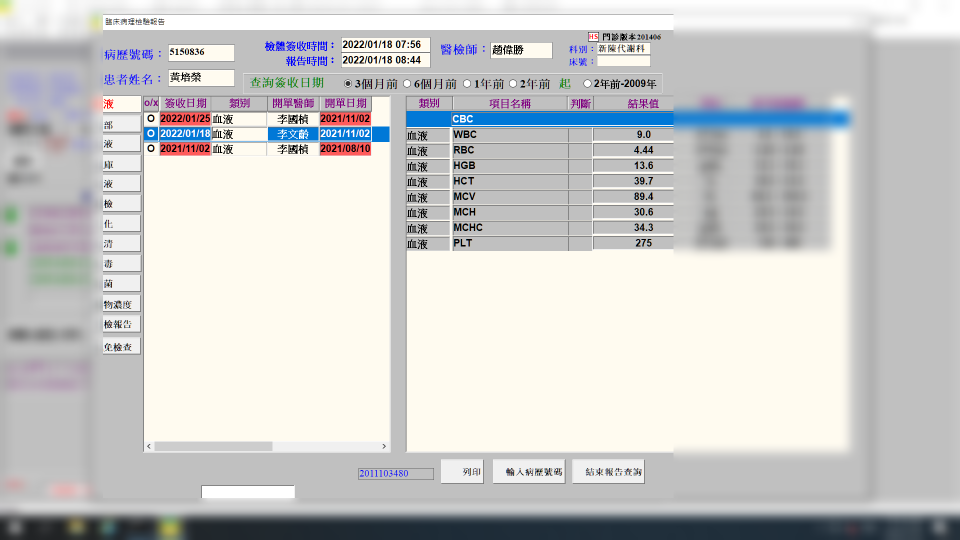 臨床病理檢驗報告
HS 門診版本201406
病歷號碼： 5150836 檢體簽收時間： 2022/01/18 07:56 醫檢師： 趙偉勝 科別： 新陳代謝科
報告時間： 2022/01/18 08:44 床號：
患者姓名： 黃培榮 查詢簽收日期 3個月前 6個月前 1年前 2年前 起 2年前-2009年
液 o/x 簽收日期 類別 開單醫師 開單日期 類別 項目名稱 判斷 結果值
部 O 2022/01/25 血液 李國楨 2021/11/02 CBC
液 O 2022/01/18 血液 李文齡 2021/11/02 血液 WBC 9.0
O 2021/11/02 血液 李國楨 2021/08/10 血液 RBC 4.44
庫 血液 HGB 13.6
液 血液 HCT 39.7
檢 血液 MCV 89.4
血液 MCH 30.6
化 血液 MCHC 34.3
清 血液 PLT 275
毒
菌
物濃度
檢報告
免檢查
2011103480 列印 輸入病歷號碼 結束報告查詢